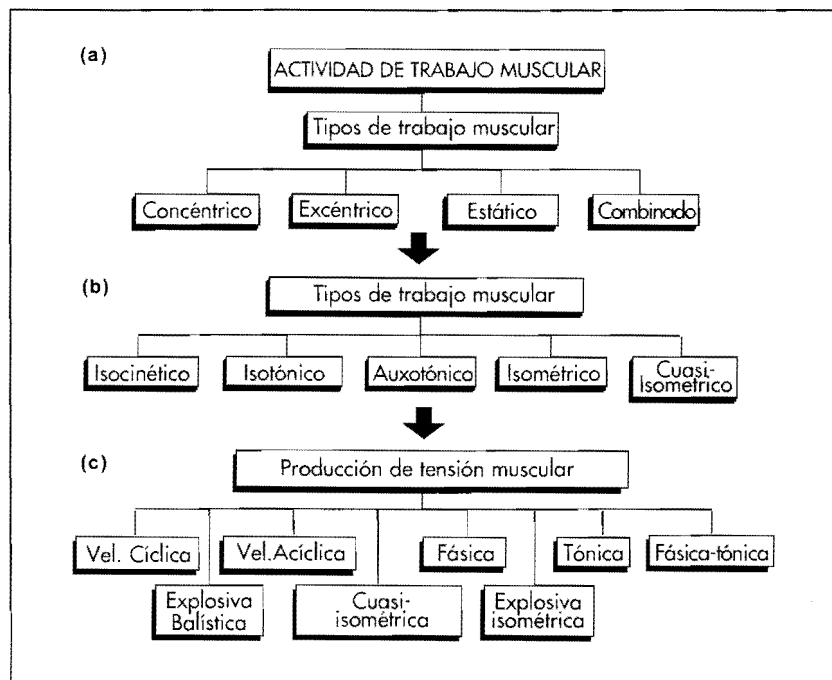 (a)
ACTIVIDAD DE TRABAJO MUSCULAR
Tipos de trabajo muscular
Concéntrico
Excéntrico
Estático
Combinado
(b)
Tipos de trabajo muscular
Isocinético
Isotónico
Auxotónico
Isométrico
Cuasi-
Isométrico
(c)
Producción de tensión muscular
Vel. Cíclica
Vel.Acíclica
Fásica
Tónica
Fásica-tónica
Explosiva
Balística
Cuasi-
isométrica
Explosiva
isométrica